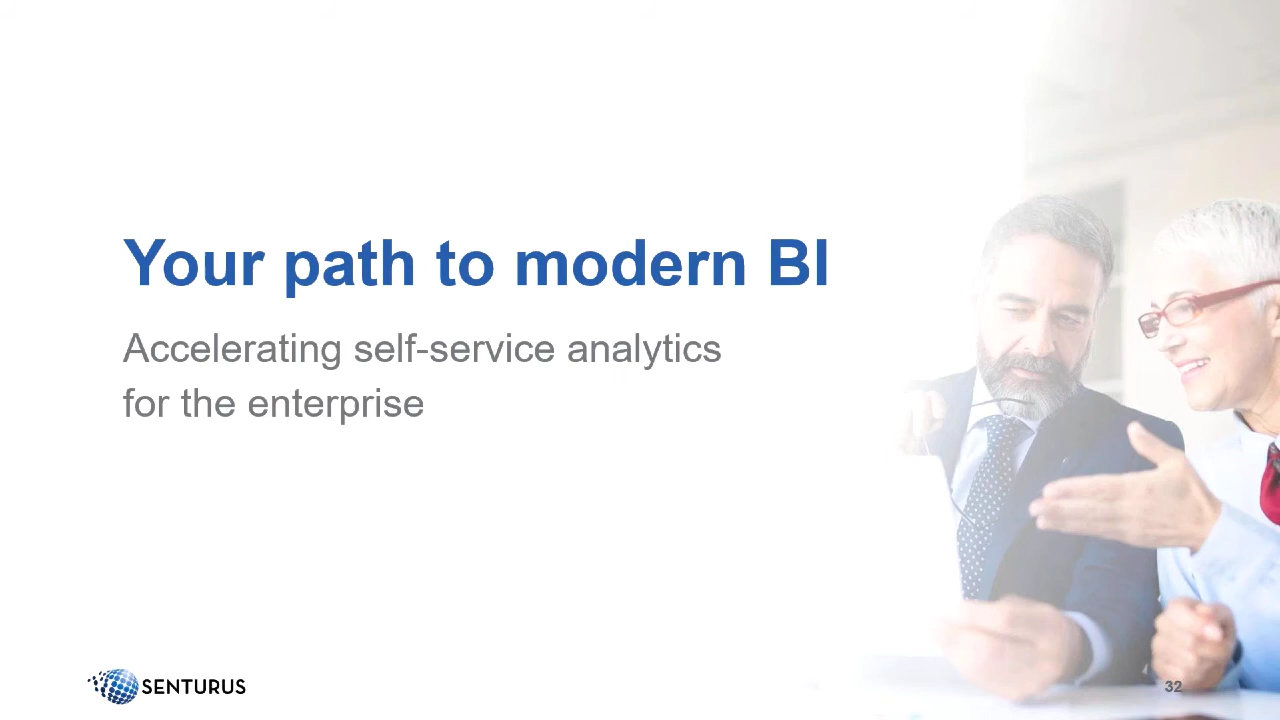 Your path to modern BI
Accelerating self-service analytics
for the enterprise
SENTURUS
32